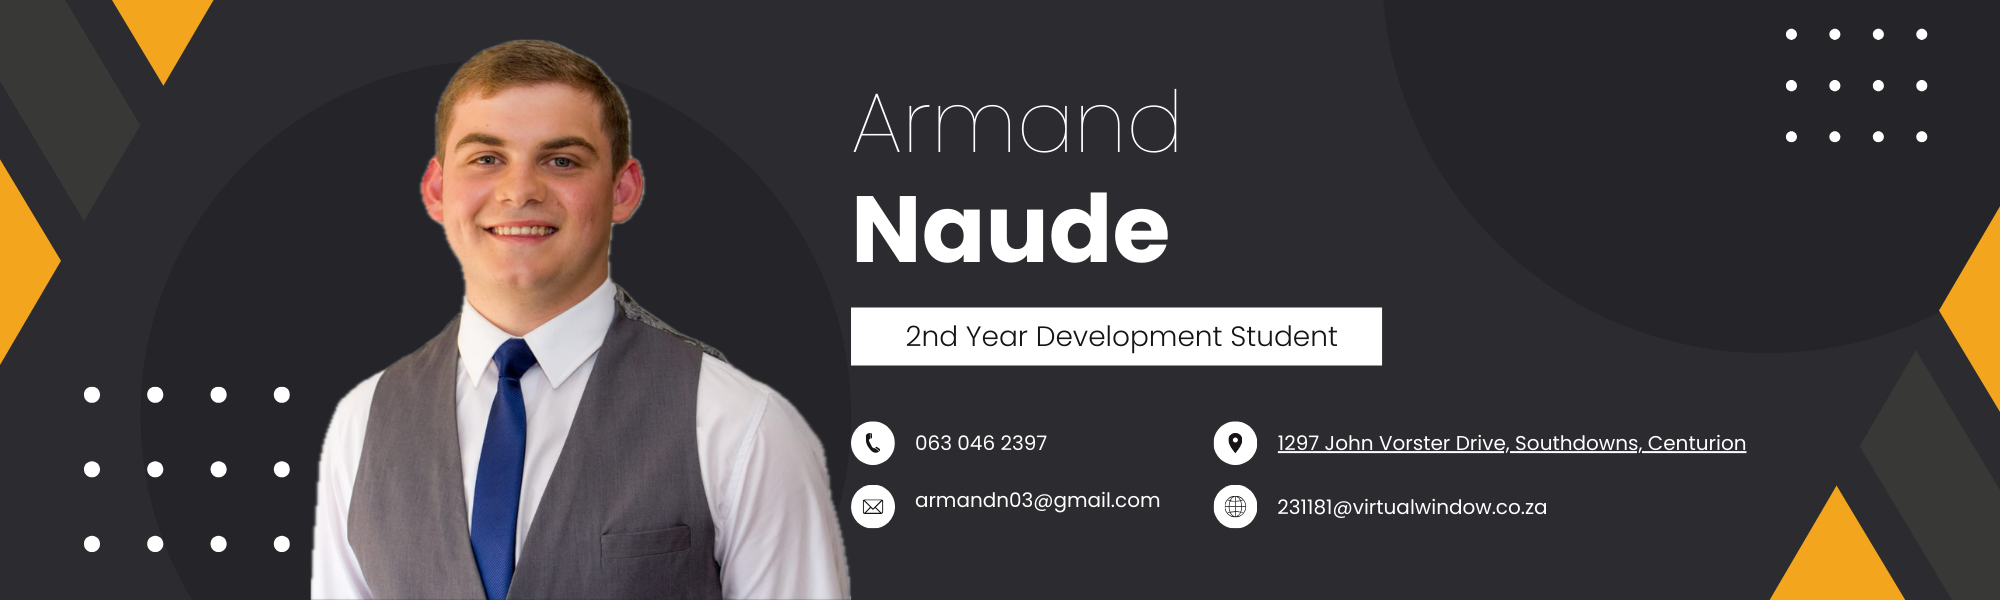 Armand
Naude
2nd Year Development Student
063 046 2397
1297 John Vorster Drive, Southdowns, Centurion
armandn03@gmail.com
231181@virtualwindow.co.za